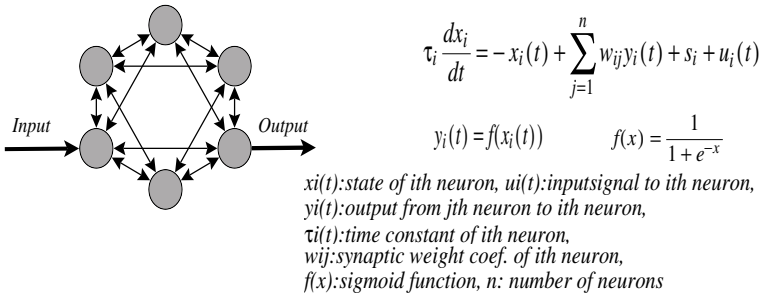 τi dxi/dt = − xi(t) + ∑j=1n wij yi(t) + si + ui(t)
Input
Output
yi(t) = f(xi(t)) f(x) = 1/(1 + e−x)
xi(t):state of ith neuron, ui(t):inputsignal to ith neuron,
yi(t):output from jth neuron to ith neuron,
τi(t):time constant of ith neuron,
wij:synaptic weight coef. of ith neuron,
f(x):sigmoid function, n: number of neurons